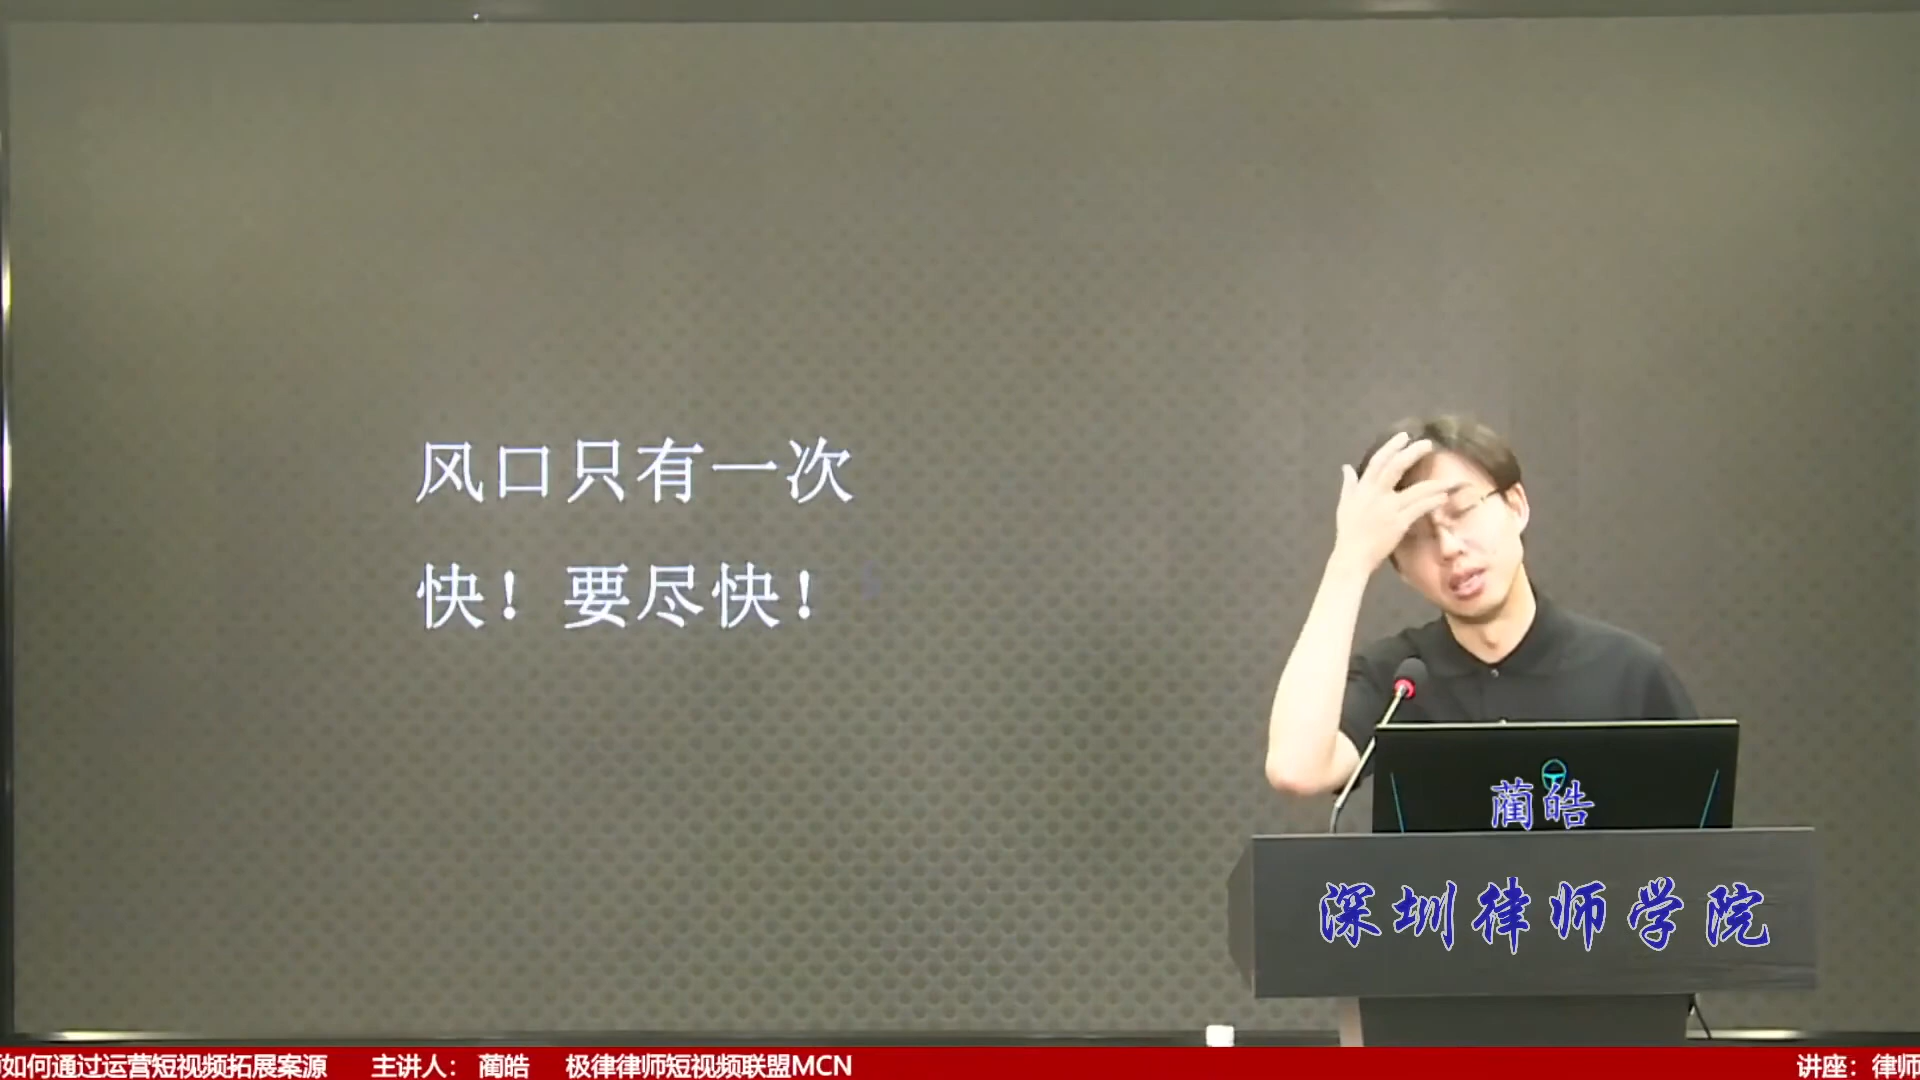 风口只有一次
快！要尽快！
蔺皓
深圳律师学院
如何通过运营短视频拓展案源 主讲人： 蔺皓 极律律师短视频联盟MCN 讲座：律师